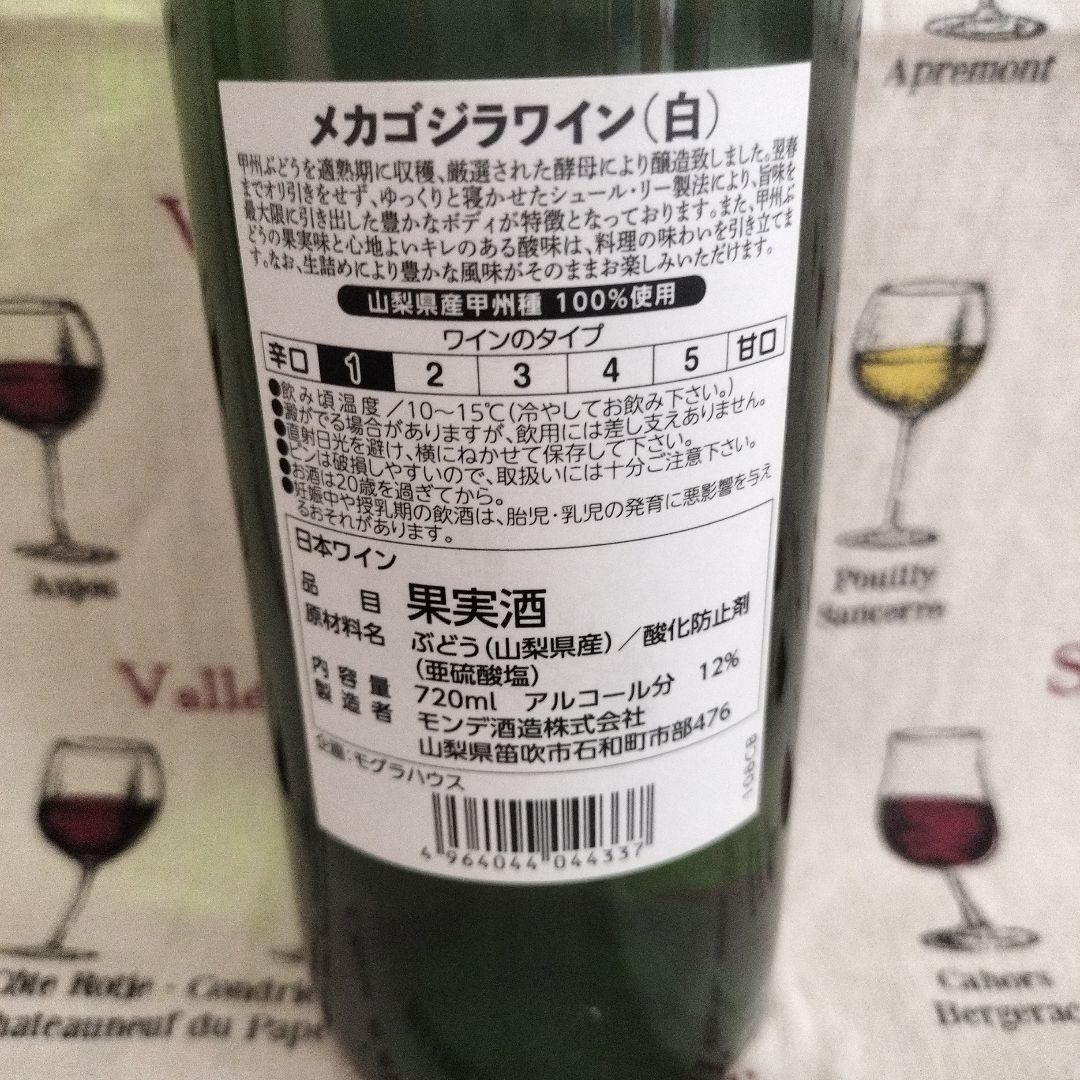 メカゴジラワイン（白）
甲州ぶどうを適熟期に収穫、厳選された酵母により醸造致しました。翌春
までオリ引きをせず、ゆっくりと寝かせたシュール・リー製法により、旨味を
最大限に引き出した豊かなボディが特徴となっております。また、甲州ぶ
どうの果実味と心地よいキレのある酸味は、料理の味わいを引き立てま
す。なお、生詰めにより豊かな風味がそのままお楽しみいただけます。
山梨県産甲州種 100％使用
ワインのタイプ
辛口 1 2 3 4 5 甘口
●飲み頃温度／10～15℃（冷やしてお飲み下さい。）
●澱がでる場合がありますが、飲用には差し支えありません。
●直射日光を避け、横にねかせて保存して下さい。
●ビンは破損しやすいので、取扱いには十分ご注意下さい。
●お酒は20歳を過ぎてから。
●妊娠中や授乳期の飲酒は、胎児・乳児の発育に悪影響を与え
るおそれがあります。
日本ワイン
品目 果実酒
原材料名 ぶどう（山梨県産）／酸化防止剤
（亜硫酸塩）
内容量 720ml アルコール分 12%
製造者 モンデ酒造株式会社
山梨県笛吹市石和町市部476
企画：モグラハウス
108CB
4 964044 044337
Apremont
Anjou
Pouilly
Sancerre
Valle
S
Côte Rotie - Condrie
Chateauneuf du Pape
Cahors
Bergerac